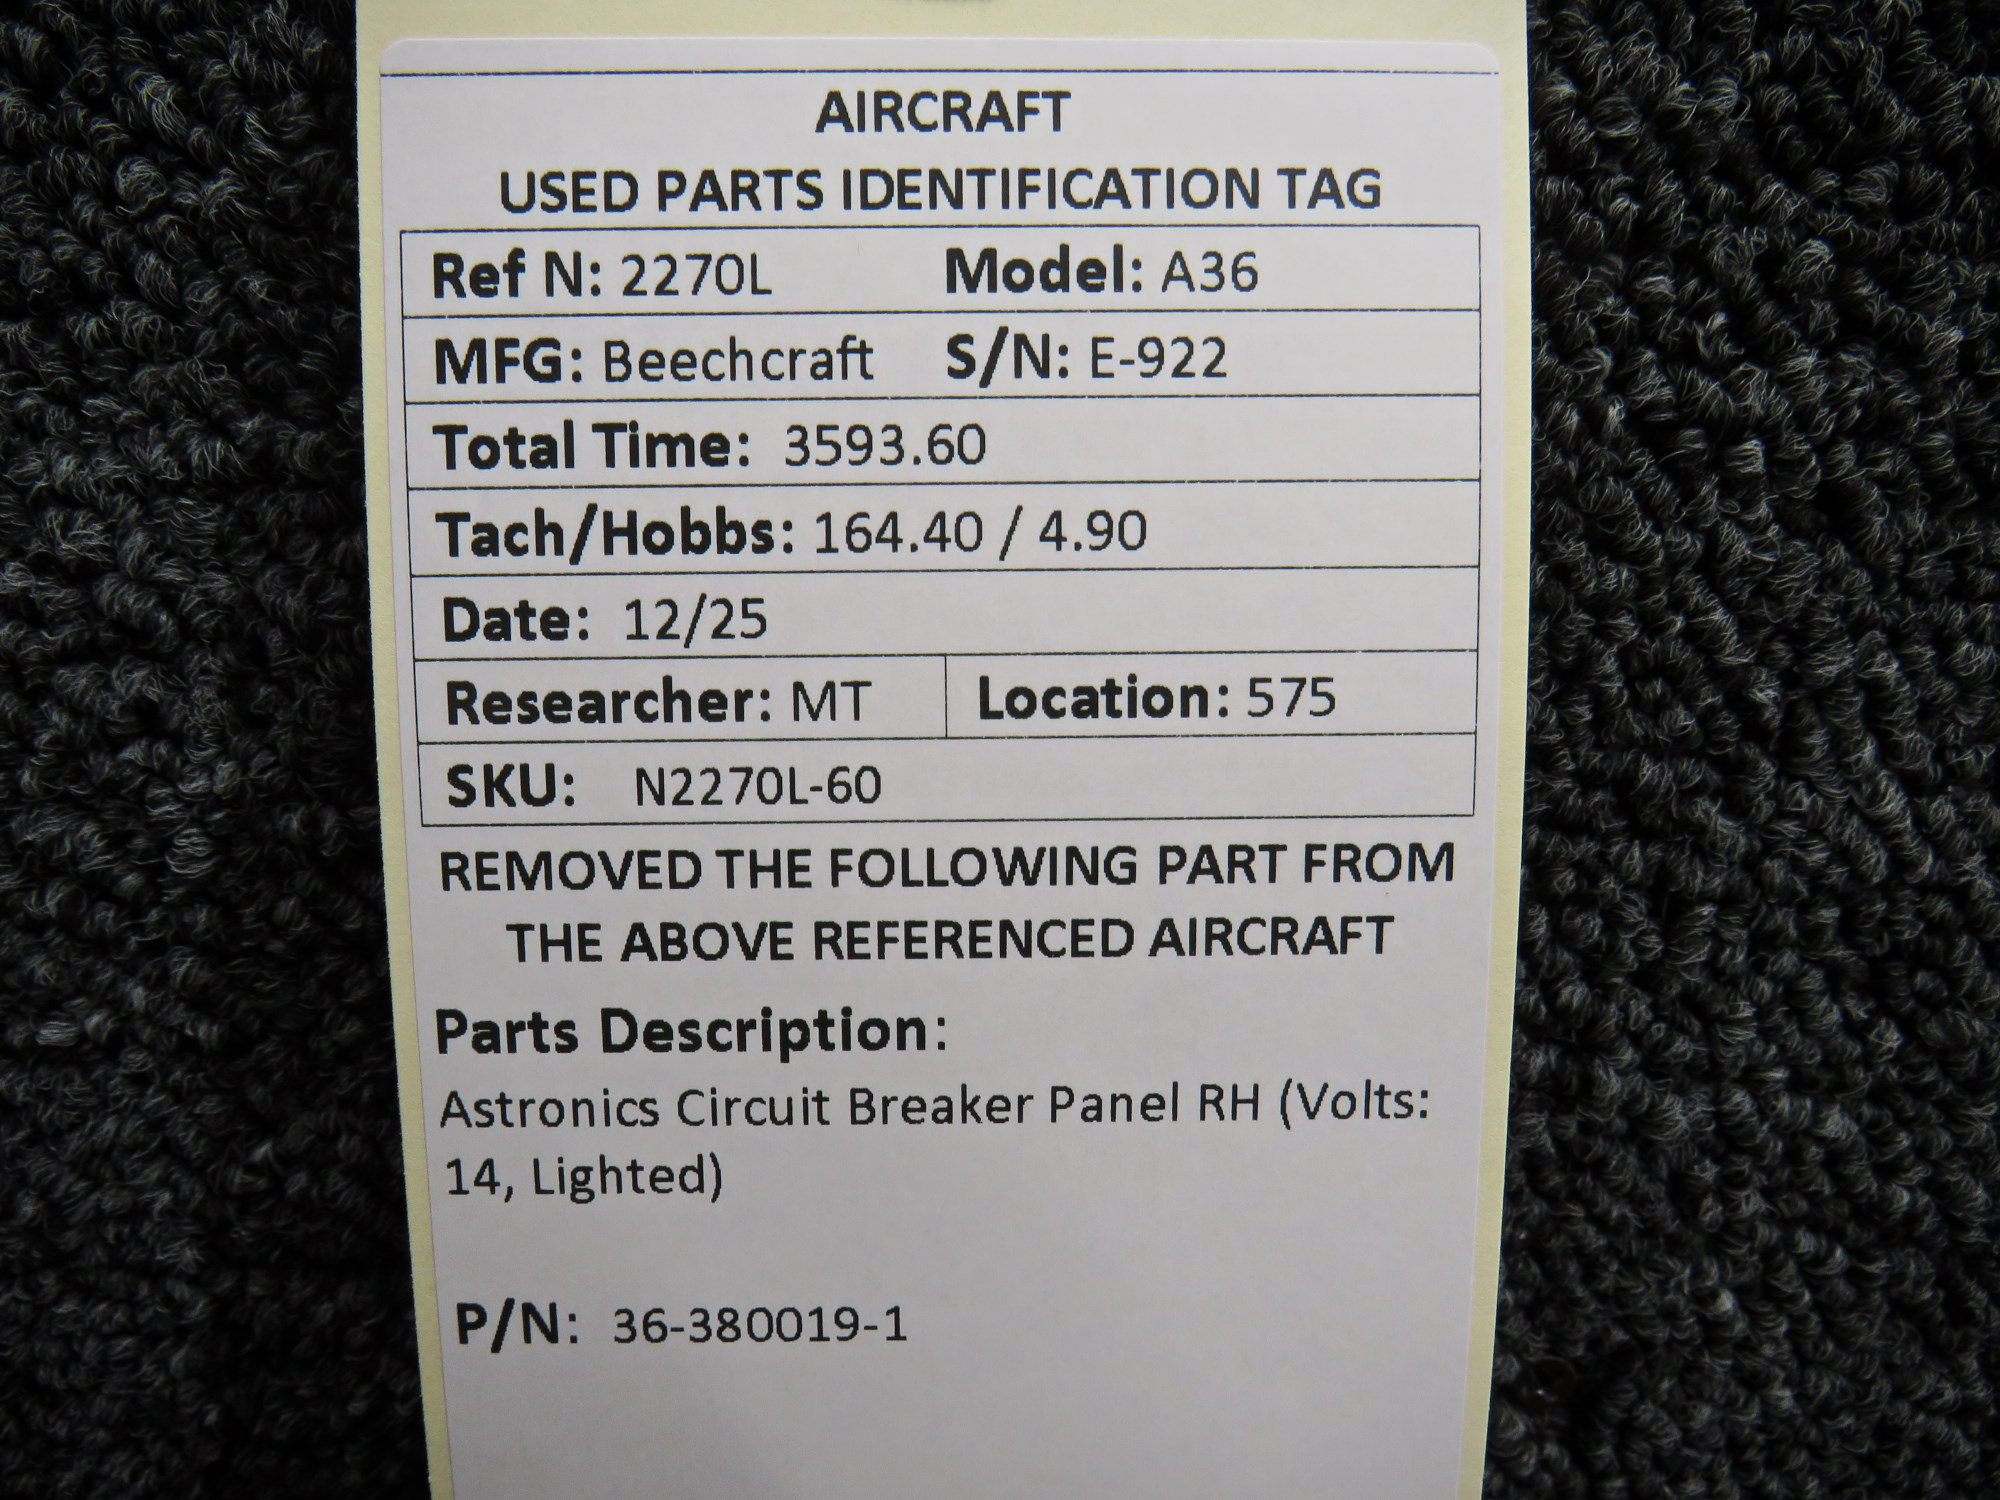 AIRCRAFT
USED PARTS IDENTIFICATION TAG
Ref N: 2270L Model: A36
MFG: Beechcraft S/N: E-922
Total Time: 3593.60
Tach/Hobbs: 164.40 / 4.90
Date: 12/25
Researcher: MT Location: 575
SKU: N2270L-60
REMOVED THE FOLLOWING PART FROM
THE ABOVE REFERENCED AIRCRAFT
Parts Description:
Astronics Circuit Breaker Panel RH (Volts:
14, Lighted)
P/N: 36-380019-1